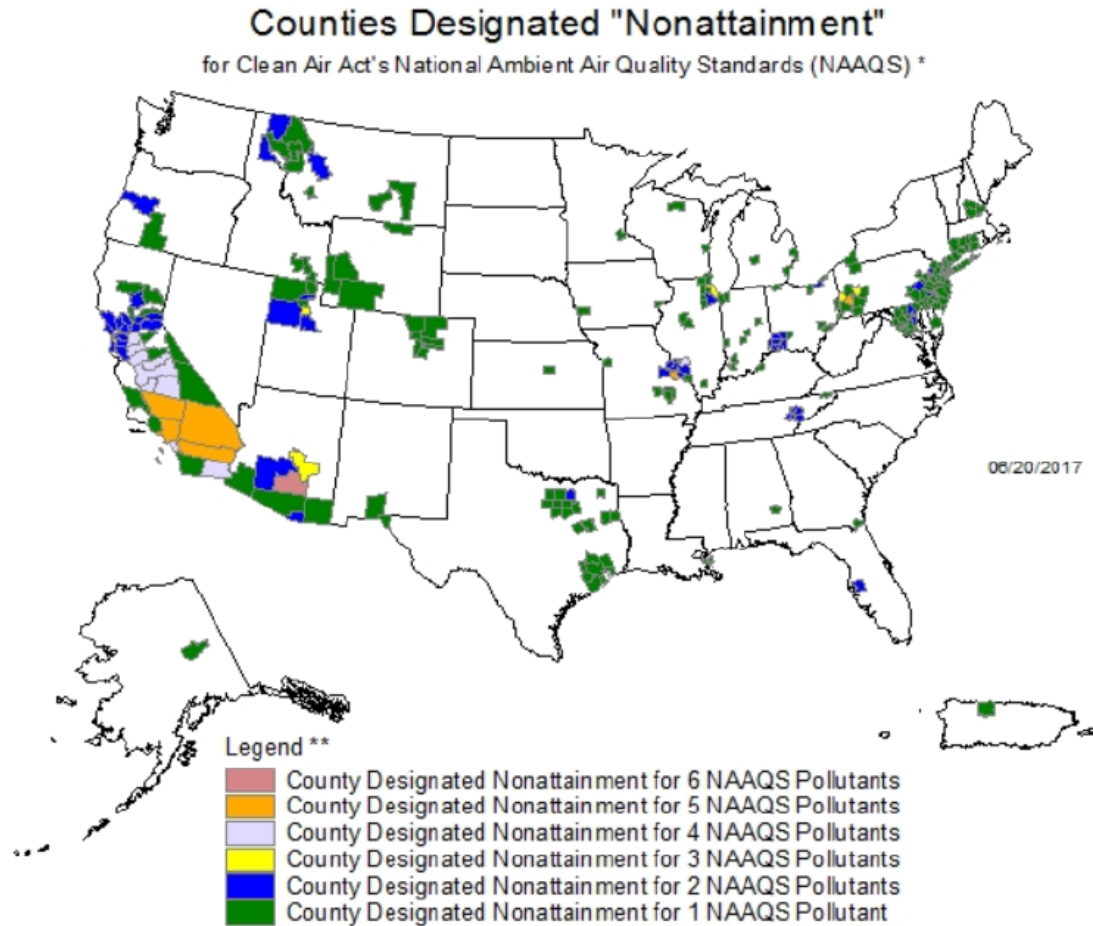 Counties Designated "Nonattainment"
for Clean Air Act's National Ambient Air Quality Standards (NAAQS) *
06/20/2017
Legend **
County Designated Nonattainment for 6 NAAQS Pollutants
County Designated Nonattainment for 5 NAAQS Pollutants
County Designated Nonattainment for 4 NAAQS Pollutants
County Designated Nonattainment for 3 NAAQS Pollutants
County Designated Nonattainment for 2 NAAQS Pollutants
County Designated Nonattainment for 1 NAAQS Pollutant